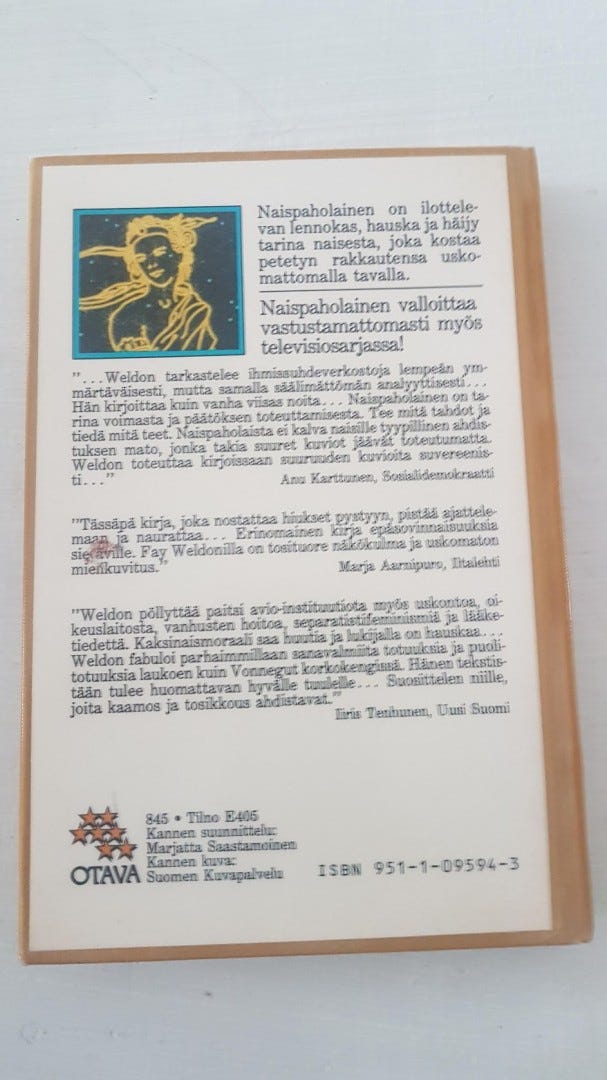 Naispaholainen on ilottele-
van lennokas, hauska ja häijy
tarina naisesta, joka kostaa
petetyn rakkautensa usko-
mattomalla tavalla.
Naispaholainen valloittaa
vastustamattomasti myös
televisiosarjassa!
"...Weldon tarkastelee ihmissuhdeverkostoja lempeän ym-
märtäväisesti, mutta samalla säälimättömän analyyttisesti...
Hän kirjoittaa kuin vanha viisas noita... Naispaholainen on ta-
rina voimasta ja päätöksen toteuttamisesta. Tee mitä tahdot ja
tiedä mitä teet. Naispaholaista ei kalva naisille tyypillinen ahdis-
tuksen mato, jonka takia suuret kuviot jäävät toteutumatta.
Weldon toteuttaa kirjoissaan suuruuden kuvioita suvereenis-
ti..."
Anu Karttunen, Sosialidemokraatti
"Tässäpä kirja, joka nostattaa hiukset pystyyn, pistää ajattele-
maan ja naurattaa... Erinomainen kirja epäsovinnaisuuksia
sietäville. Fay Weldonilla on tosituore näkökulma ja uskomaton
mielikuvitus."
Marja Aarnipuro, Iltalehti
"Weldon pöllyttää paitsi avio-instituutiota myös uskontoa, oi-
keuslaitosta, vanhusten hoitoa, separatistifeminismiä ja lääke-
tiedettä. Kaksinaismoraali saa huutia ja lukijalla on hauskaa...
Weldon fabuloi parhaimmillaan sanavalmiita totuuksia ja puoli-
totuuksia laukoen kuin Vonnegut korkokengissä. Hänen tekstis-
tään tulee huomattavan hyvälle tuulelle... Suosittelen niille,
joita kaamos ja tosikkous ahdistavat."
Iiris Tenhunen, Uusi Suomi
845 • Tilno E405
Kannen suunnittelu:
Marjatta Saastamoinen
Kannen kuva:
Suomen Kuvapalvelu
OTAVA
ISBN 951-1-09594-3